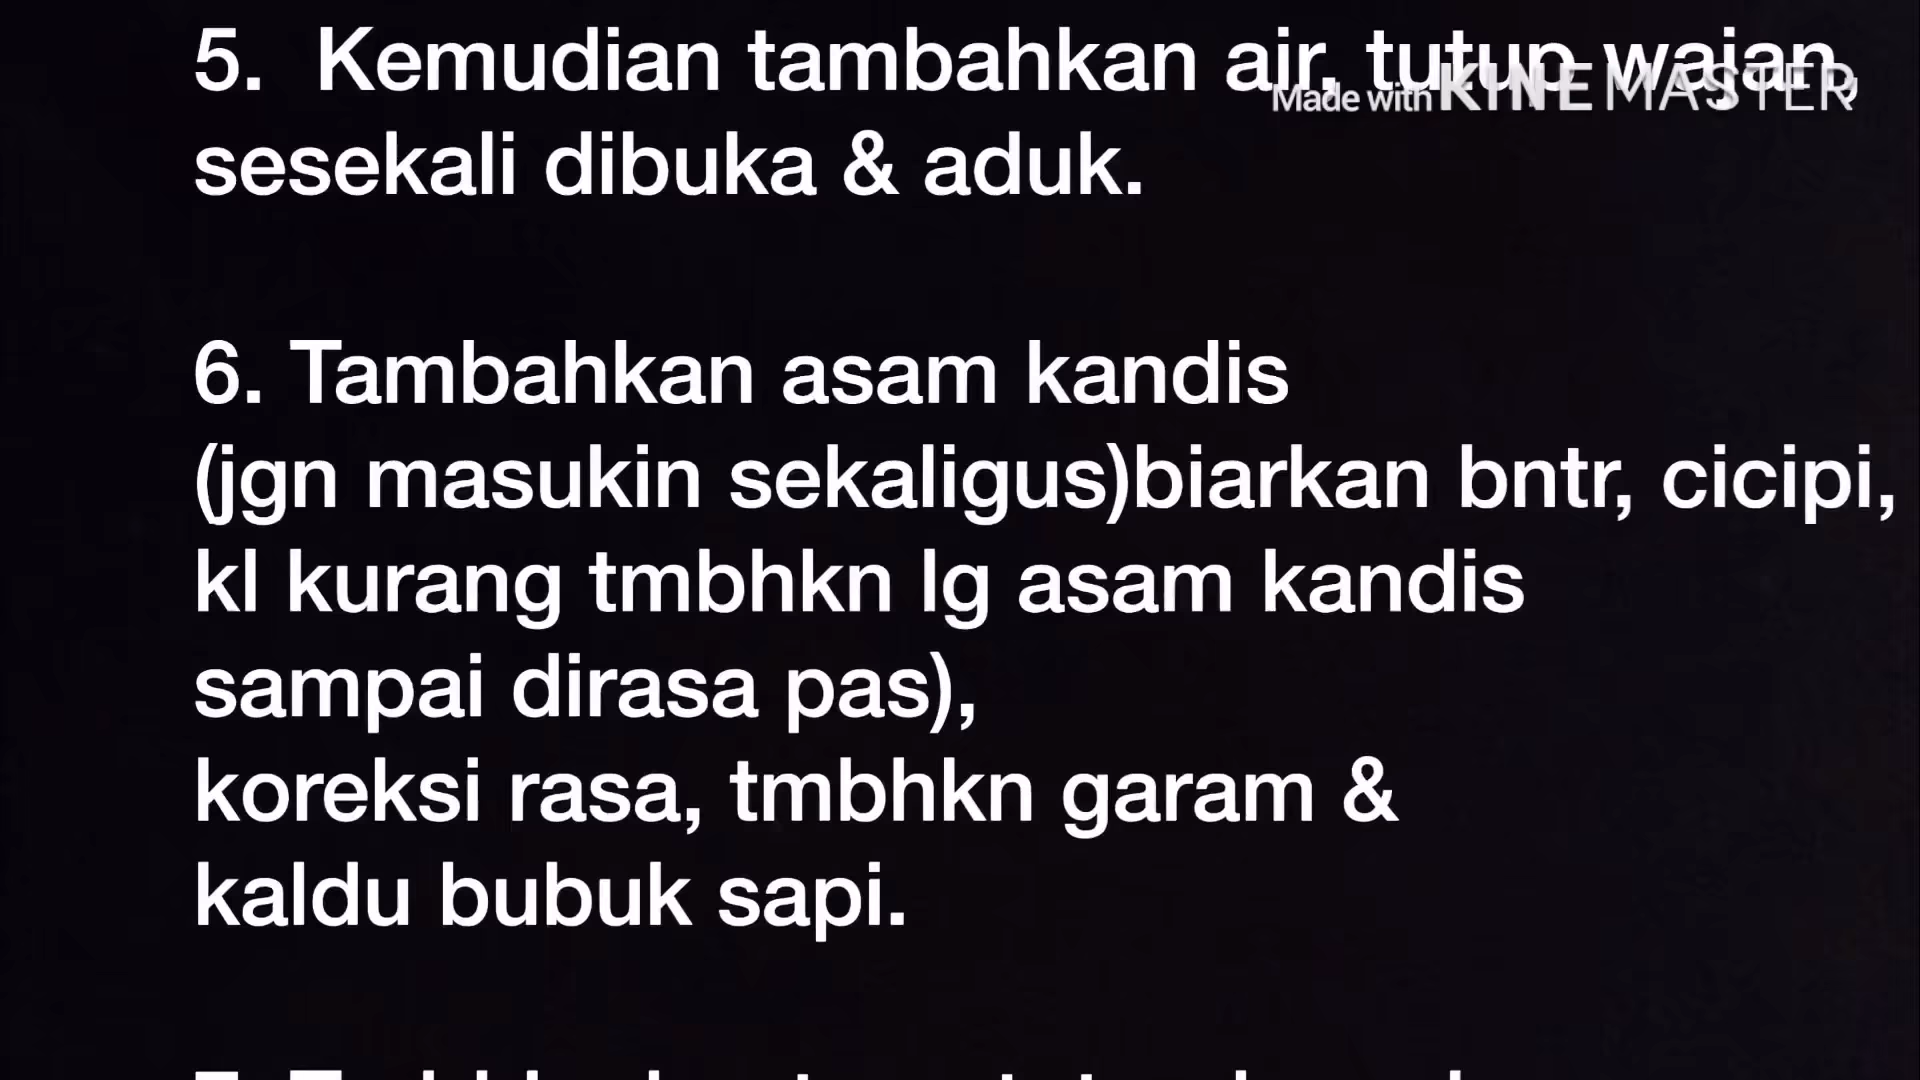 5. Kemudian tambahkan air, tutup wajan,
Made with KINEMASTER
sesekali dibuka & aduk.
6. Tambahkan asam kandis
(jgn masukin sekaligus)biarkan bntr, cicipi,
kl kurang tmbhkn lg asam kandis
sampai dirasa pas),
koreksi rasa, tmbhkn garam &
kaldu bubuk sapi.